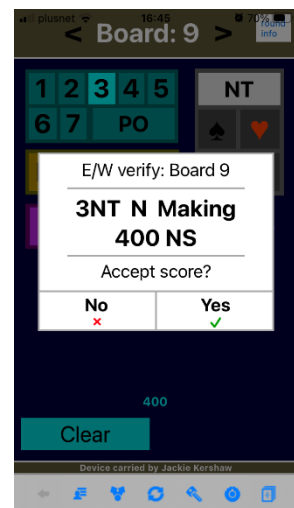 plusnet 16:45 70%
< Board: 9 > round info
1 2 3 4 5 NT
6 7 PO
E/W verify: Board 9
3NT N Making
400 NS
Accept score?
No Yes
400
Clear
Device carried by Jackie Kershaw